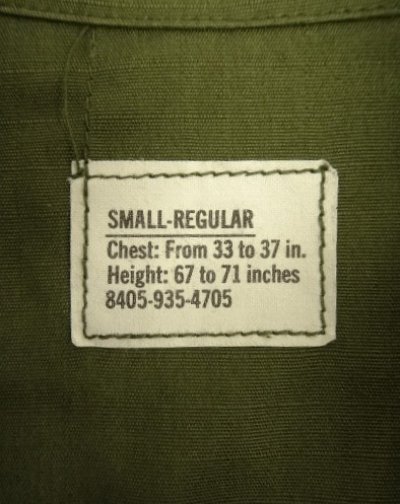 SMALL-REGULAR
Chest: From 33 to 37 in.
Height: 67 to 71 inches
8405-935-4705